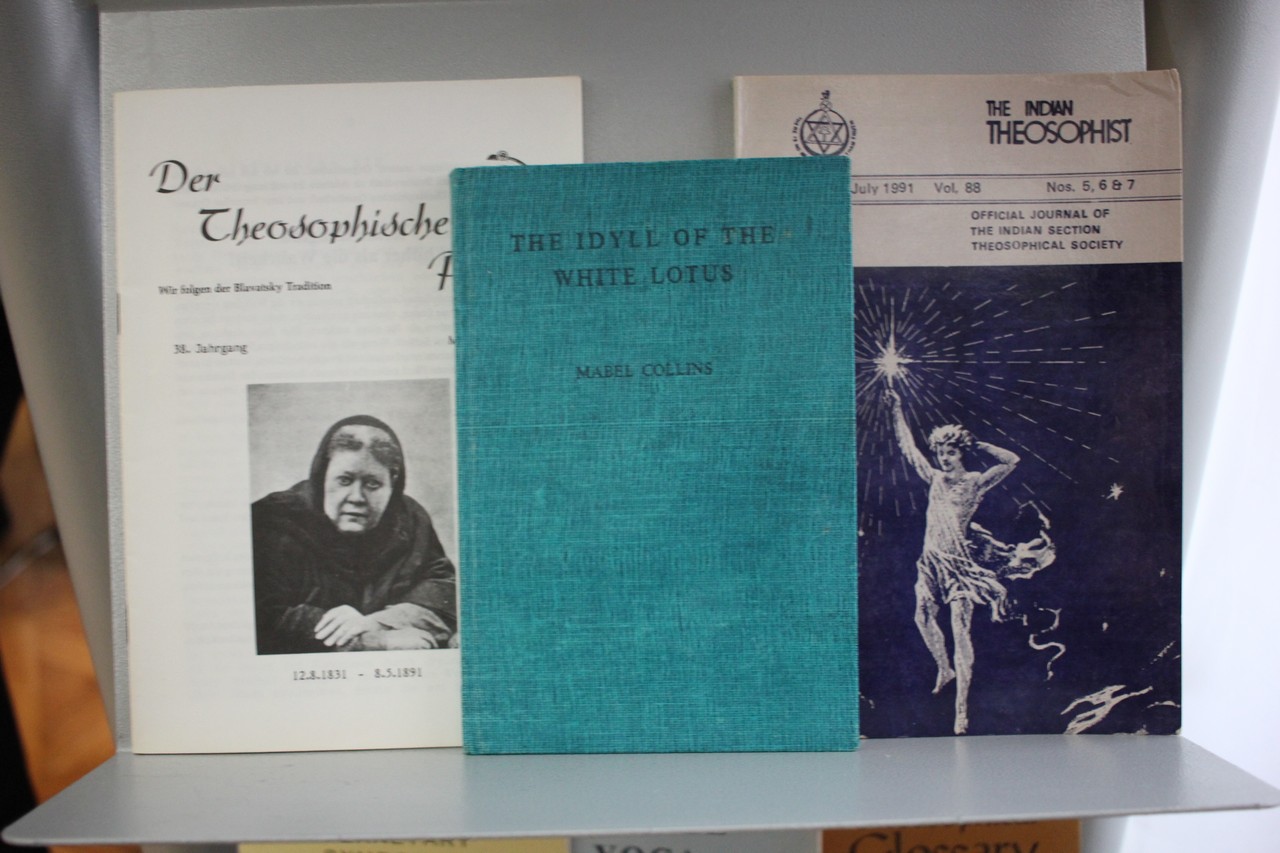 Der
Theosophische
Wir folgen der Blavatsky Tradition
38. Jahrgang
12.8.1831 - 8.5.1891
THE IDYLL OF THE
WHITE LOTUS
MABEL COLLINS
THE INDIAN
THEOSOPHIST
July 1991 Vol. 88 Nos. 5, 6 & 7
OFFICIAL JOURNAL OF
THE INDIAN SECTION
THEOSOPHICAL SOCIETY
Glossary